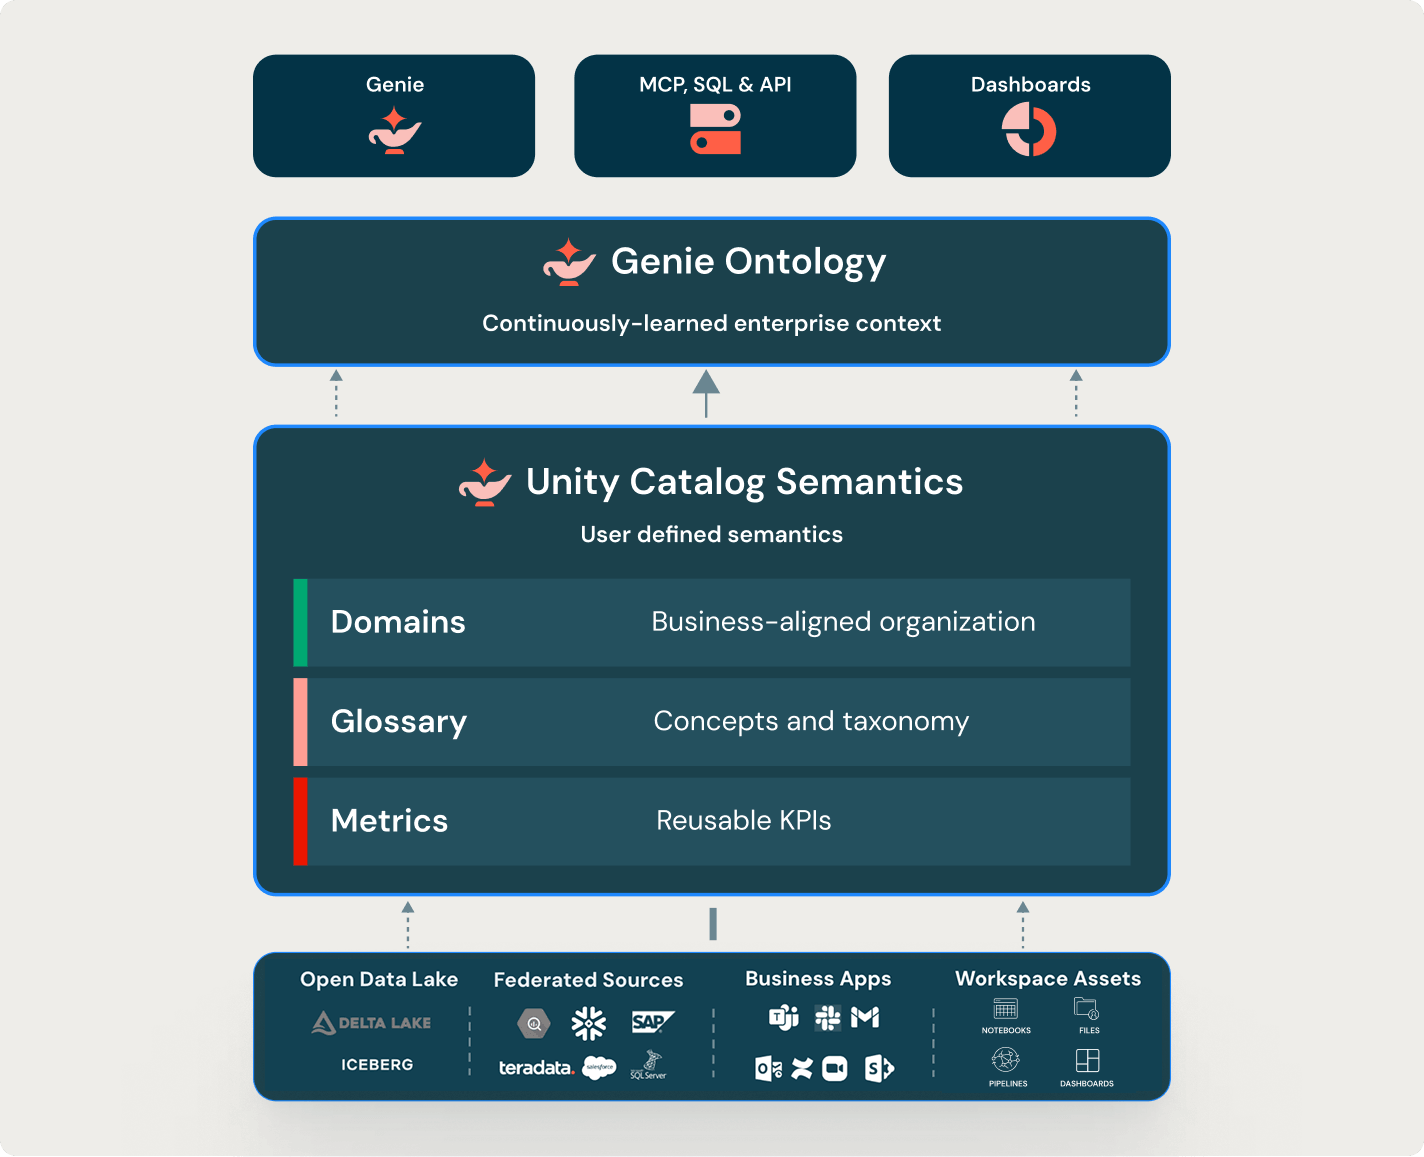 Genie
MCP, SQL & API
Dashboards
Genie Ontology
Continuously-learned enterprise context
Unity Catalog Semantics
User defined semantics
Domains
Business-aligned organization
Glossary
Concepts and taxonomy
Metrics
Reusable KPIs
Open Data Lake
DELTA LAKE
ICEBERG
Federated Sources
SAP
teradata.
salesforce
SQL Server
Business Apps
T
O
S
Workspace Assets
NOTEBOOKS
FILES
PIPELINES
DASHBOARDS